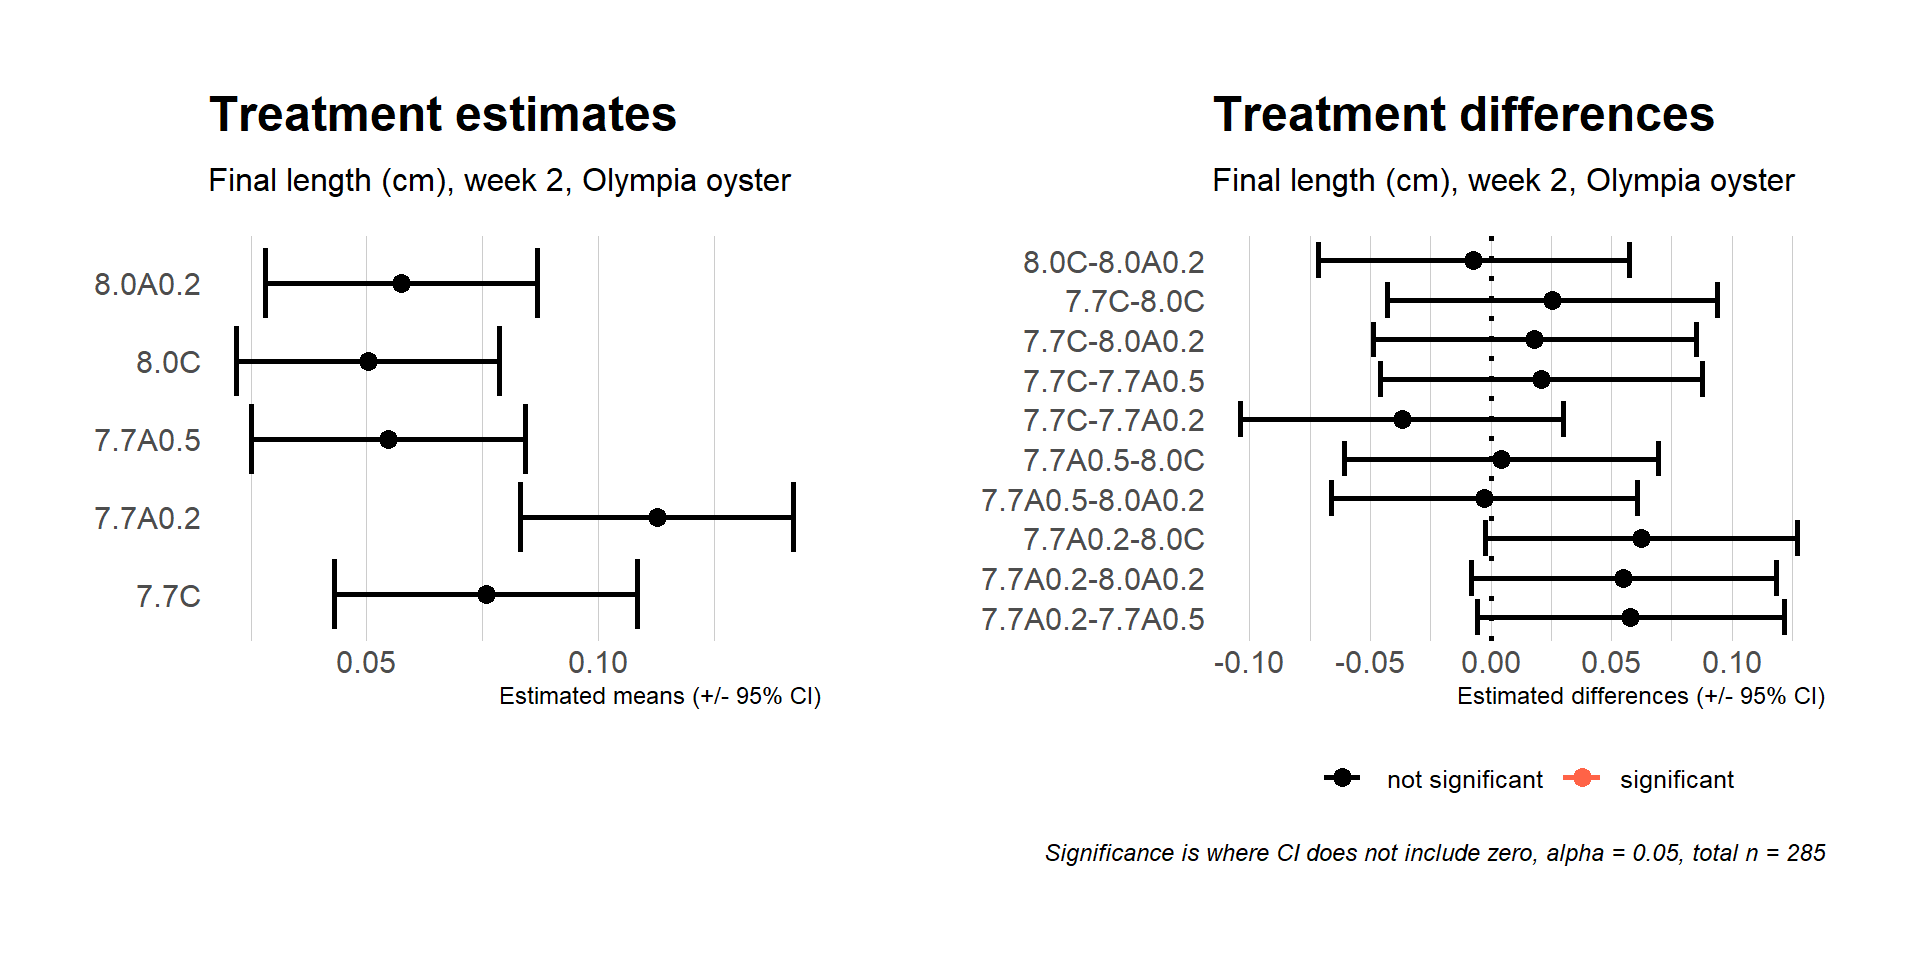 Treatment estimates
Final length (cm), week 2, Olympia oyster
8.0A0.2
8.0C
7.7A0.5
7.7A0.2
7.7C
0.05 0.10
Estimated means (+/- 95% CI)
Treatment differences
Final length (cm), week 2, Olympia oyster
8.0C-8.0A0.2
7.7C-8.0C
7.7C-8.0A0.2
7.7C-7.7A0.5
7.7C-7.7A0.2
7.7A0.5-8.0C
7.7A0.5-8.0A0.2
7.7A0.2-8.0C
7.7A0.2-8.0A0.2
7.7A0.2-7.7A0.5
-0.10 -0.05 0.00 0.05 0.10
Estimated differences (+/- 95% CI)
not significant significant
Significance is where CI does not include zero, alpha = 0.05, total n = 285